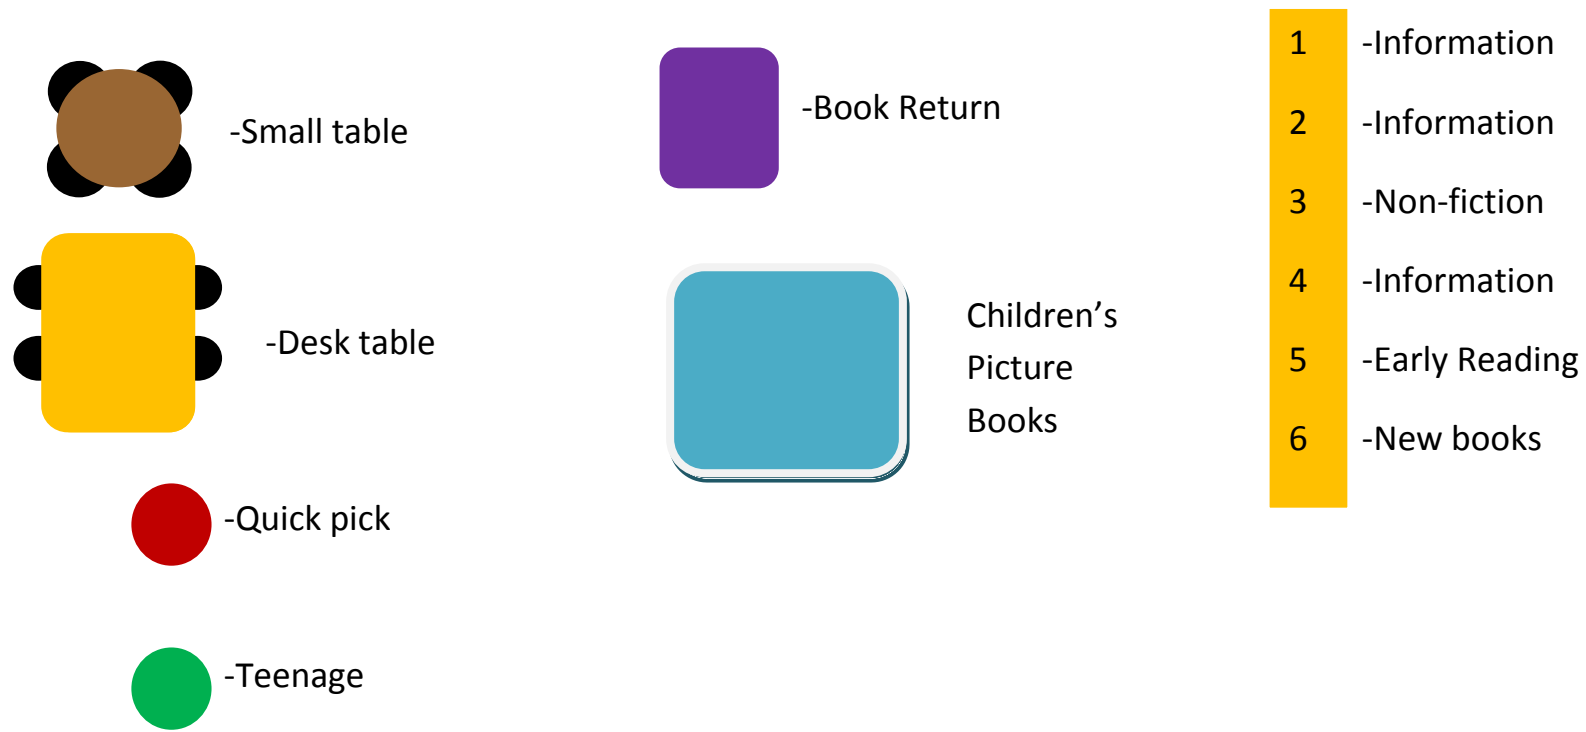 -Small table
-Desk table
-Quick pick
-Teenage
-Book Return
Children’s
Picture
Books
1 -Information
2 -Information
3 -Non-fiction
4 -Information
5 -Early Reading
6 -New books